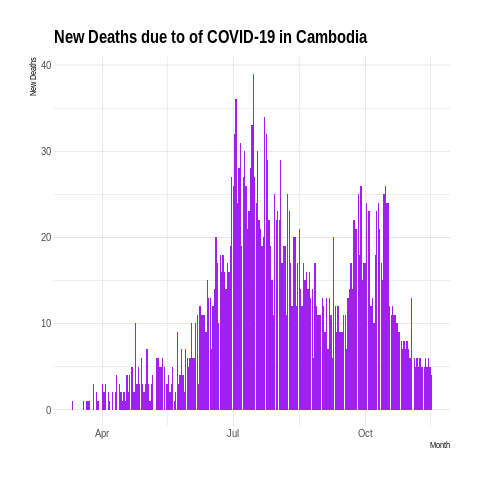 New Deaths due to of COVID-19 in Cambodia
New Deaths
40
30
20
10
0
Apr
Jul
Oct
Month